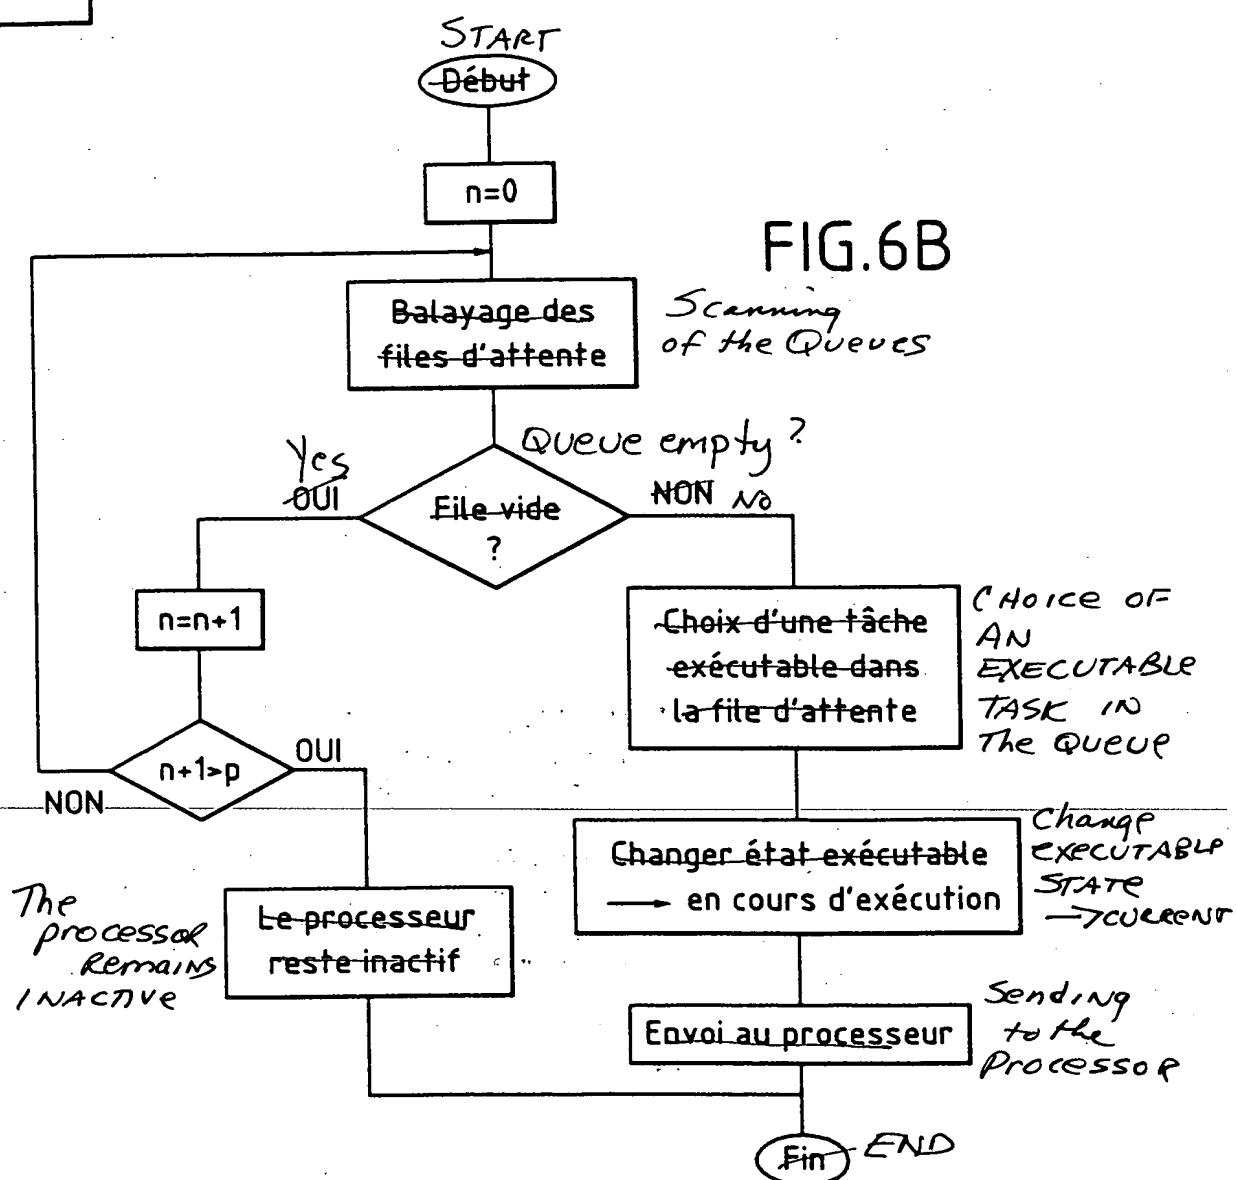 START
Début
n=0
FIG.6B
Balayage des
files d'attente
Scanning
of the Queues
Queue empty?
Yes
OUI
File vide
?
NON No
n=n+1
Choix d'une tâche
exécutable dans
la file d'attente
CHOICE OF
AN
EXECUTABLE
TASK IN
The Queue
n+1>p
OUI
NON
Changer état exécutable
→ en cours d'exécution
Change
EXECUTABLE
STATE
→CURRENT
The
processor
Remains
INACTIVE
Le processeur
reste inactif
Envoi au processeur
Sending
to the
Processor
Fin
END